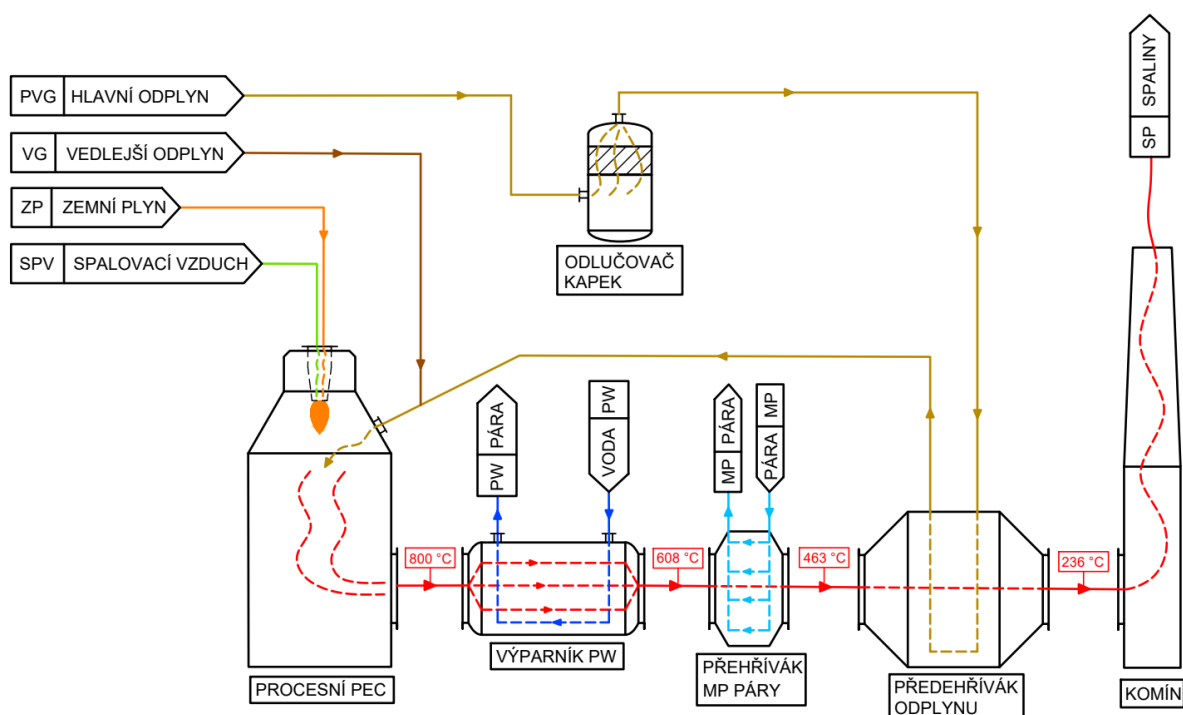 PVG HLAVNÍ ODPLYN
VG VEDLEJŠÍ ODPLYN
ZP ZEMNÍ PLYN
SPV SPALOVACÍ VZDUCH
ODLUČOVAČ
KAPEK
SP SPALINY
PW PÁRA
VODA PW
MP PÁRA
PÁRA MP
800 °C
608 °C
463 °C
236 °C
PROCESNÍ PEC
VÝPARNÍK PW
PŘEHŘÍVÁK
MP PÁRY
PŘEDEHŘÍVÁK
ODPLYNU
KOMÍN